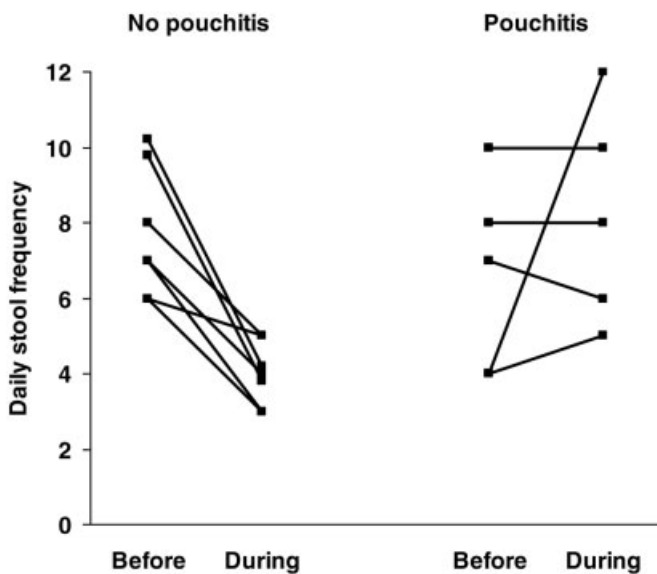 No pouchitis
Pouchitis
Daily stool frequency
12
10
8
6
4
2
0
Before During
Before During